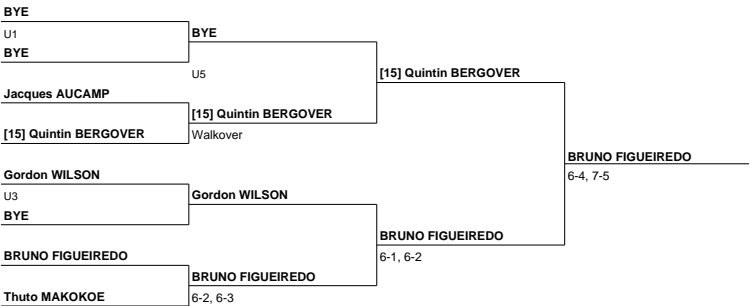 BYE
U1
BYE
BYE
U5
[15] Quintin BERGOVER
Jacques AUCAMP
[15] Quintin BERGOVER
[15] Quintin BERGOVER
Walkover
BRUNO FIGUEIREDO
6-4, 7-5
Gordon WILSON
U3
Gordon WILSON
BYE
BRUNO FIGUEIREDO
6-1, 6-2
BRUNO FIGUEIREDO
BRUNO FIGUEIREDO
Thuto MAKOKOE
6-2, 6-3